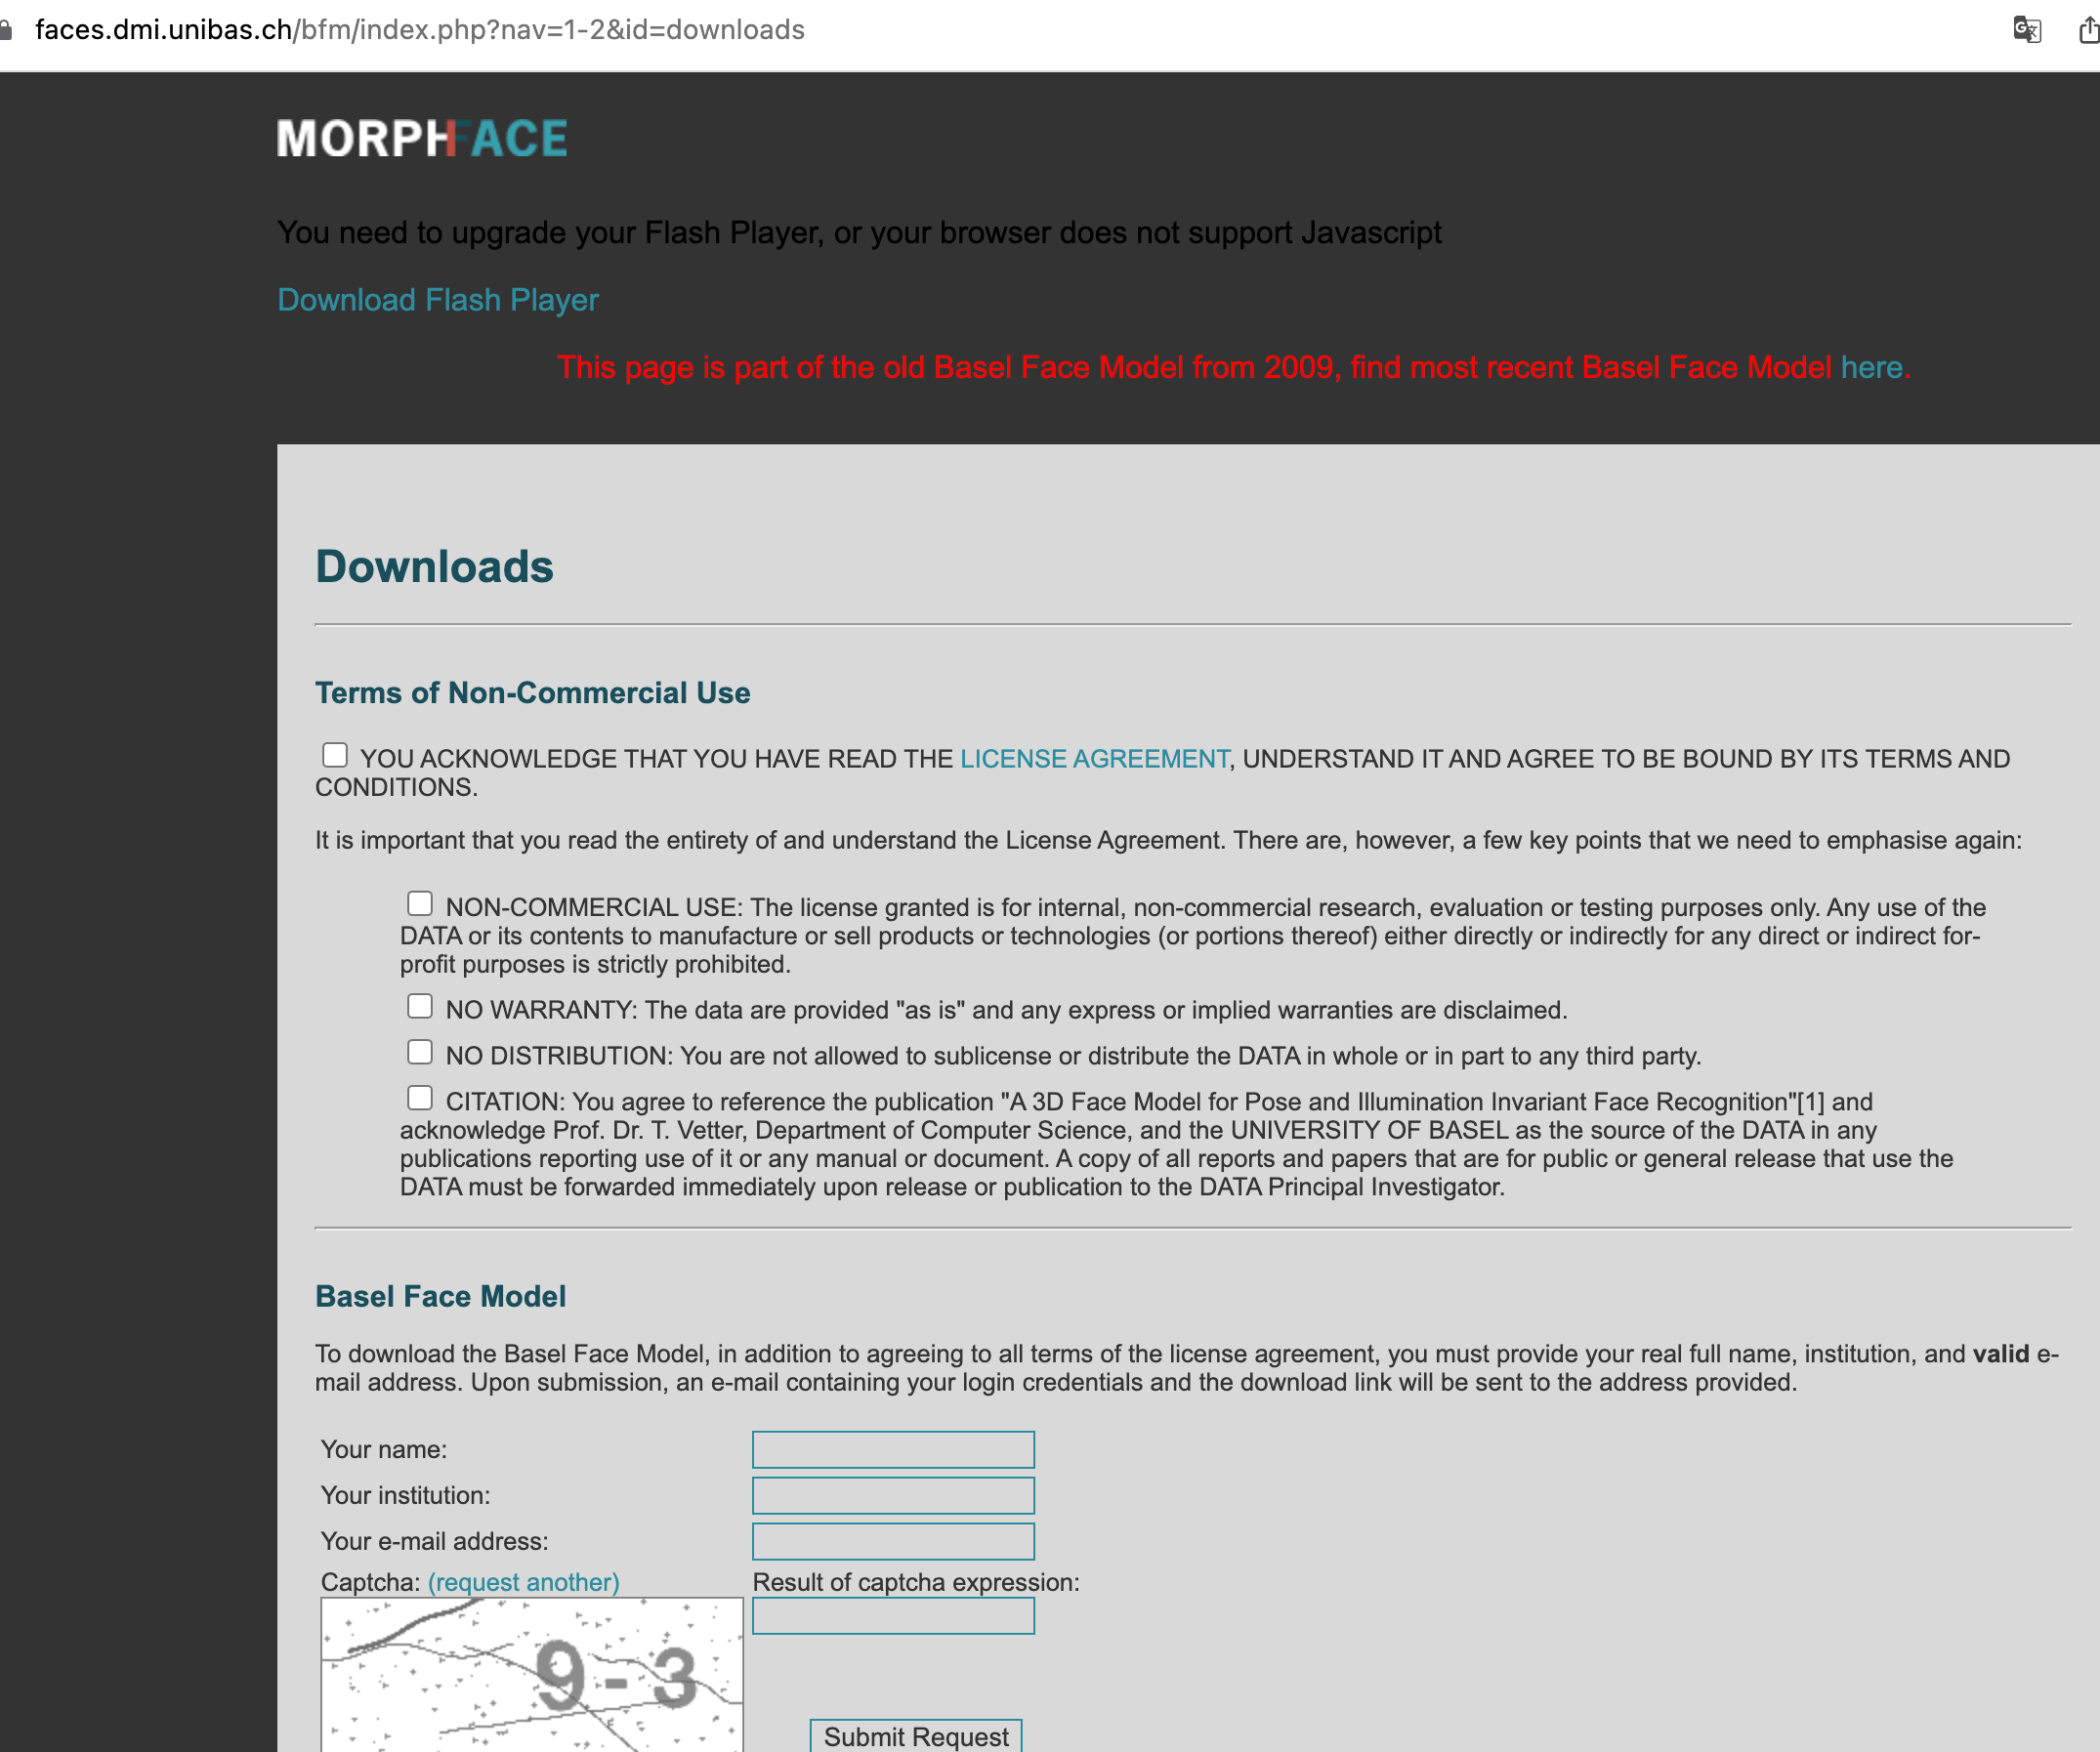 faces.dmi.unibas.ch/bfm/index.php?nav=1-2&id=downloads
MORPHFACE
You need to upgrade your Flash Player, or your browser does not support Javascript
Download Flash Player
This page is part of the old Basel Face Model from 2009, find most recent Basel Face Model here.
Downloads
Terms of Non-Commercial Use
YOU ACKNOWLEDGE THAT YOU HAVE READ THE LICENSE AGREEMENT, UNDERSTAND IT AND AGREE TO BE BOUND BY ITS TERMS AND
CONDITIONS.
It is important that you read the entirety of and understand the License Agreement. There are, however, a few key points that we need to emphasise again:
NON-COMMERCIAL USE: The license granted is for internal, non-commercial research, evaluation or testing purposes only. Any use of the
DATA or its contents to manufacture or sell products or technologies (or portions thereof) either directly or indirectly for any direct or indirect for-
profit purposes is strictly prohibited.
NO WARRANTY: The data are provided "as is" and any express or implied warranties are disclaimed.
NO DISTRIBUTION: You are not allowed to sublicense or distribute the DATA in whole or in part to any third party.
CITATION: You agree to reference the publication "A 3D Face Model for Pose and Illumination Invariant Face Recognition"[1] and
acknowledge Prof. Dr. T. Vetter, Department of Computer Science, and the UNIVERSITY OF BASEL as the source of the DATA in any
publications reporting use of it or any manual or document. A copy of all reports and papers that are for public or general release that use the
DATA must be forwarded immediately upon release or publication to the DATA Principal Investigator.
Basel Face Model
To download the Basel Face Model, in addition to agreeing to all terms of the license agreement, you must provide your real full name, institution, and valid e-
mail address. Upon submission, an e-mail containing your login credentials and the download link will be sent to the address provided.
Your name:
Your institution:
Your e-mail address:
Captcha: (request another) Result of captcha expression:
9-3
Submit Request